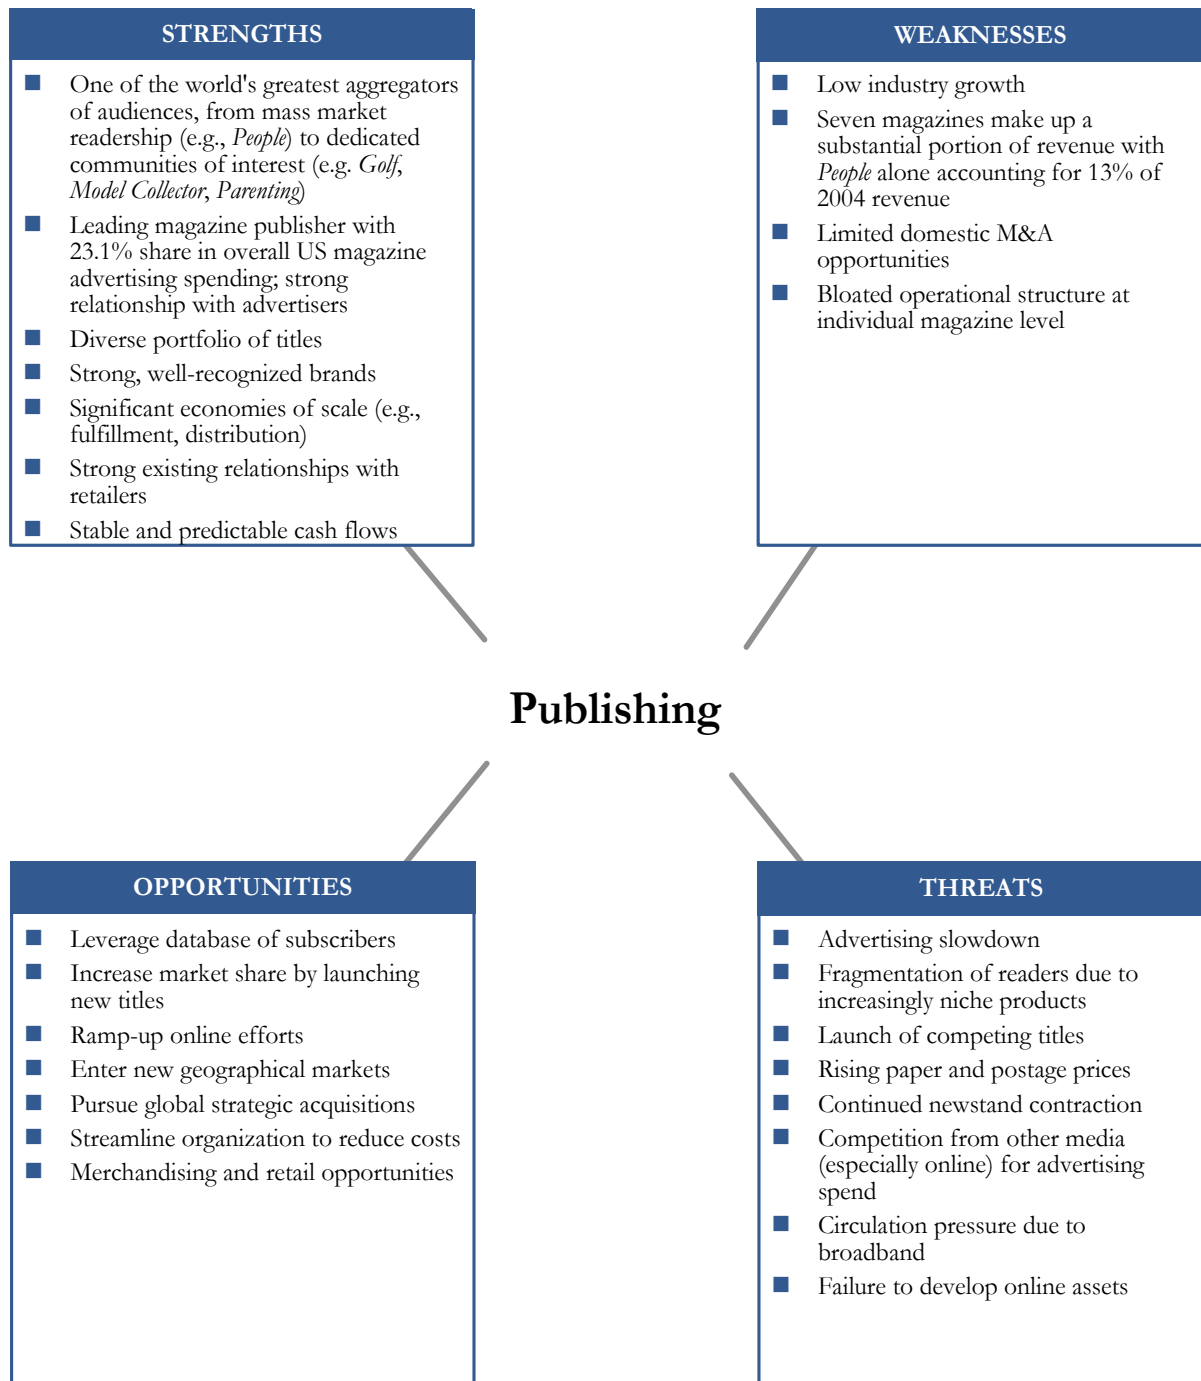 STRENGTHS
■ One of the world's greatest aggregators
of audiences, from mass market
readership (e.g., People) to dedicated
communities of interest (e.g. Golf,
Model Collector, Parenting)
■ Leading magazine publisher with
23.1% share in overall US magazine
advertising spending; strong
relationship with advertisers
■ Diverse portfolio of titles
■ Strong, well-recognized brands
■ Significant economies of scale (e.g.,
fulfillment, distribution)
■ Strong existing relationships with
retailers
■ Stable and predictable cash flows
WEAKNESSES
■ Low industry growth
■ Seven magazines make up a
substantial portion of revenue with
People alone accounting for 13% of
2004 revenue
■ Limited domestic M&A
opportunities
■ Bloated operational structure at
individual magazine level
Publishing
OPPORTUNITIES
■ Leverage database of subscribers
■ Increase market share by launching
new titles
■ Ramp-up online efforts
■ Enter new geographical markets
■ Pursue global strategic acquisitions
■ Streamline organization to reduce costs
■ Merchandising and retail opportunities
THREATS
■ Advertising slowdown
■ Fragmentation of readers due to
increasingly niche products
■ Launch of competing titles
■ Rising paper and postage prices
■ Continued newstand contraction
■ Competition from other media
(especially online) for advertising
spend
■ Circulation pressure due to
broadband
■ Failure to develop online assets